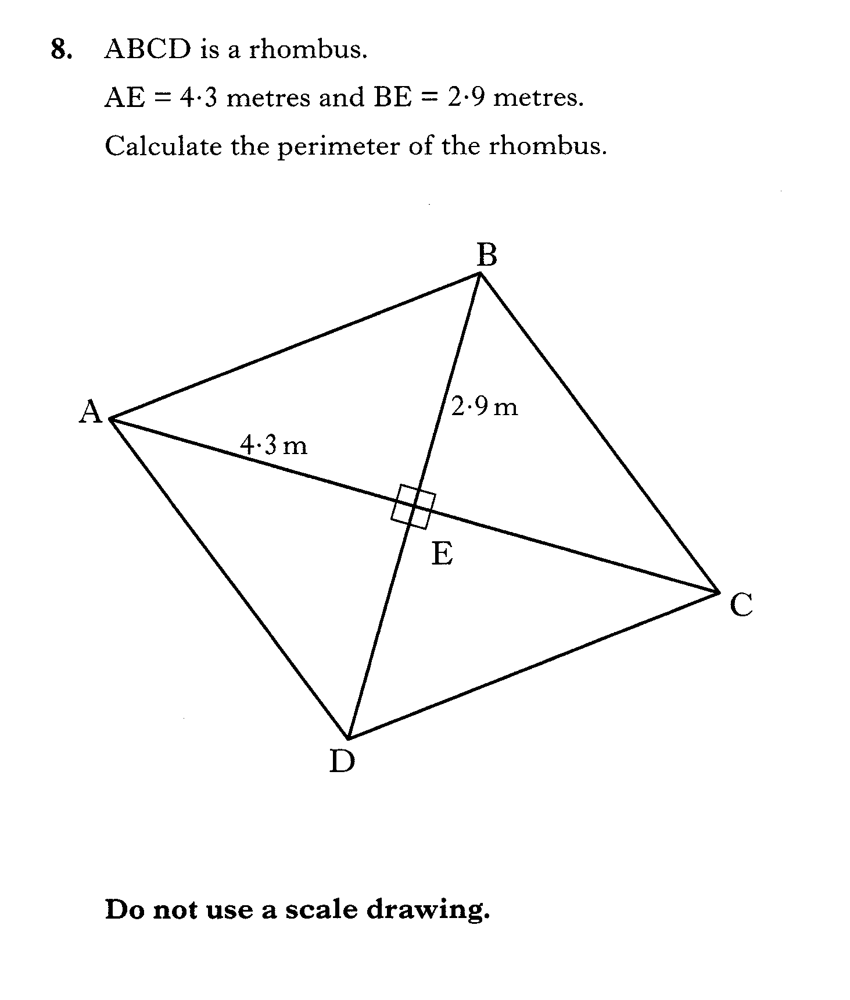 8. ABCD is a rhombus.
AE = 4·3 metres and BE = 2·9 metres.
Calculate the perimeter of the rhombus.
B
A
2·9 m
4·3 m
E
C
D
Do not use a scale drawing.